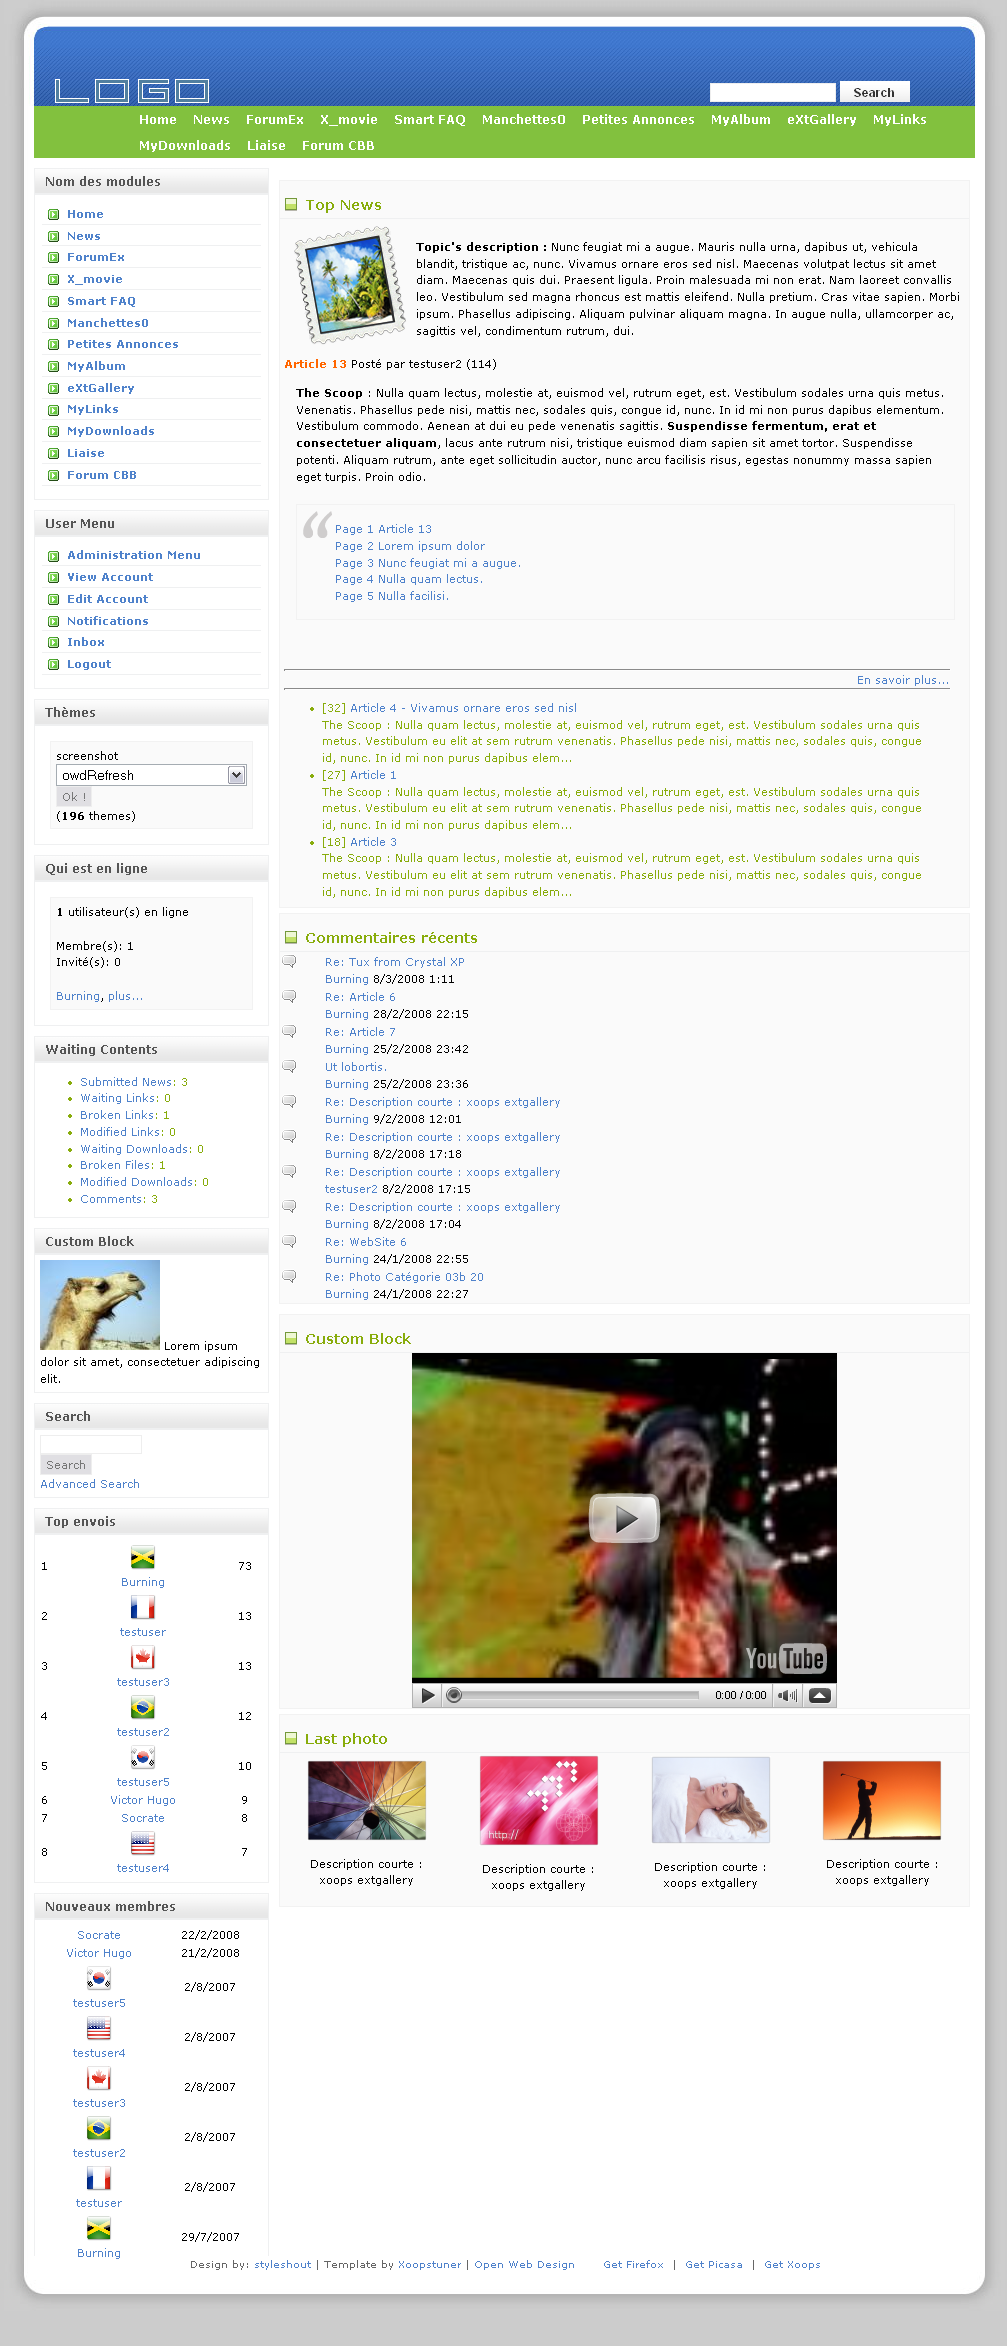 LOGO
Search
Home News ForumEx X_movie Smart FAQ Manchettes0 Petites Annonces MyAlbum eXtGallery MyLinks
MyDownloads Liaise Forum CBB
Nom des modules
Home
News
ForumEx
X_movie
Smart FAQ
Manchettes0
Petites Annonces
MyAlbum
eXtGallery
MyLinks
MyDownloads
Liaise
Forum CBB
User Menu
Administration Menu
View Account
Edit Account
Notifications
Inbox
Logout
Thèmes
screenshot
owdRefresh
Ok !
(196 themes)
Qui est en ligne
1 utilisateur(s) en ligne
Membre(s): 1
Invité(s): 0
Burning, plus...
Waiting Contents
Submitted News: 3
Waiting Links: 0
Broken Links: 1
Modified Links: 0
Waiting Downloads: 0
Broken Files: 1
Modified Downloads: 0
Comments: 3
Custom Block
Lorem ipsum
dolor sit amet, consectetuer adipiscing
elit.
Search
Search
Advanced Search
Top envois
1 Burning 73
2 testuser 13
3 testuser3 13
4 testuser2 12
5 testuser5 10
6 Victor Hugo 9
7 Socrate 8
8 testuser4 7
Nouveaux membres
Socrate 22/2/2008
Victor Hugo 21/2/2008
testuser5 2/8/2007
testuser4 2/8/2007
testuser3 2/8/2007
testuser2 2/8/2007
testuser 2/8/2007
Burning 29/7/2007
Top News
Topic's description : Nunc feugiat mi a augue. Mauris nulla urna, dapibus ut, vehicula
blandit, tristique ac, nunc. Vivamus ornare eros sed nisl. Maecenas volutpat lectus sit amet
diam. Maecenas quis dui. Praesent ligula. Proin malesuada mi non erat. Nam laoreet convallis
leo. Vestibulum sed magna rhoncus est mattis eleifend. Nulla pretium. Cras vitae sapien. Morbi
ipsum. Phasellus adipiscing. Aliquam pulvinar aliquam magna. In augue nulla, ullamcorper ac,
sagittis vel, condimentum rutrum, dui.
Article 13 Posté par testuser2 (114)
The Scoop : Nulla quam lectus, molestie at, euismod vel, rutrum eget, est. Vestibulum sodales urna quis metus.
Venenatis. Phasellus pede nisi, mattis nec, sodales quis, congue id, nunc. In id mi non purus dapibus elementum.
Vestibulum commodo. Aenean at dui eu pede venenatis sagittis. Suspendisse fermentum, erat et
consectetuer aliquam, lacus ante rutrum nisi, tristique euismod diam sapien sit amet tortor. Suspendisse
potenti. Aliquam rutrum, ante eget sollicitudin auctor, nunc arcu facilisis risus, egestas nonummy massa sapien
eget turpis. Proin odio.
Page 1 Article 13
Page 2 Lorem ipsum dolor
Page 3 Nunc feugiat mi a augue.
Page 4 Nulla quam lectus.
Page 5 Nulla facilisi.
En savoir plus...
[32] Article 4 - Vivamus ornare eros sed nisl
The Scoop : Nulla quam lectus, molestie at, euismod vel, rutrum eget, est. Vestibulum sodales urna quis
metus. Vestibulum eu elit at sem rutrum venenatis. Phasellus pede nisi, mattis nec, sodales quis, congue
id, nunc. In id mi non purus dapibus elem...
[27] Article 1
The Scoop : Nulla quam lectus, molestie at, euismod vel, rutrum eget, est. Vestibulum sodales urna quis
metus. Vestibulum eu elit at sem rutrum venenatis. Phasellus pede nisi, mattis nec, sodales quis, congue
id, nunc. In id mi non purus dapibus elem...
[18] Article 3
The Scoop : Nulla quam lectus, molestie at, euismod vel, rutrum eget, est. Vestibulum sodales urna quis
metus. Vestibulum eu elit at sem rutrum venenatis. Phasellus pede nisi, mattis nec, sodales quis, congue
id, nunc. In id mi non purus dapibus elem...
Commentaires récents
Re: Tux from Crystal XP
Burning 8/3/2008 1:11
Re: Article 6
Burning 28/2/2008 22:15
Re: Article 7
Burning 25/2/2008 23:42
Ut lobortis.
Burning 25/2/2008 23:36
Re: Description courte : xoops extgallery
Burning 9/2/2008 12:01
Re: Description courte : xoops extgallery
Burning 8/2/2008 17:18
Re: Description courte : xoops extgallery
testuser2 8/2/2008 17:15
Re: Description courte : xoops extgallery
Burning 8/2/2008 17:04
Re: WebSite 6
Burning 24/1/2008 22:55
Re: Photo Catégorie 03b 20
Burning 24/1/2008 22:27
Custom Block
YouTube
0:00 / 0:00
Last photo
http://
Description courte :
xoops extgallery
Description courte :
xoops extgallery
Description courte :
xoops extgallery
Description courte :
xoops extgallery
Design by: styleshout | Template by Xoopstuner | Open Web Design Get Firefox | Get Picasa | Get Xoops